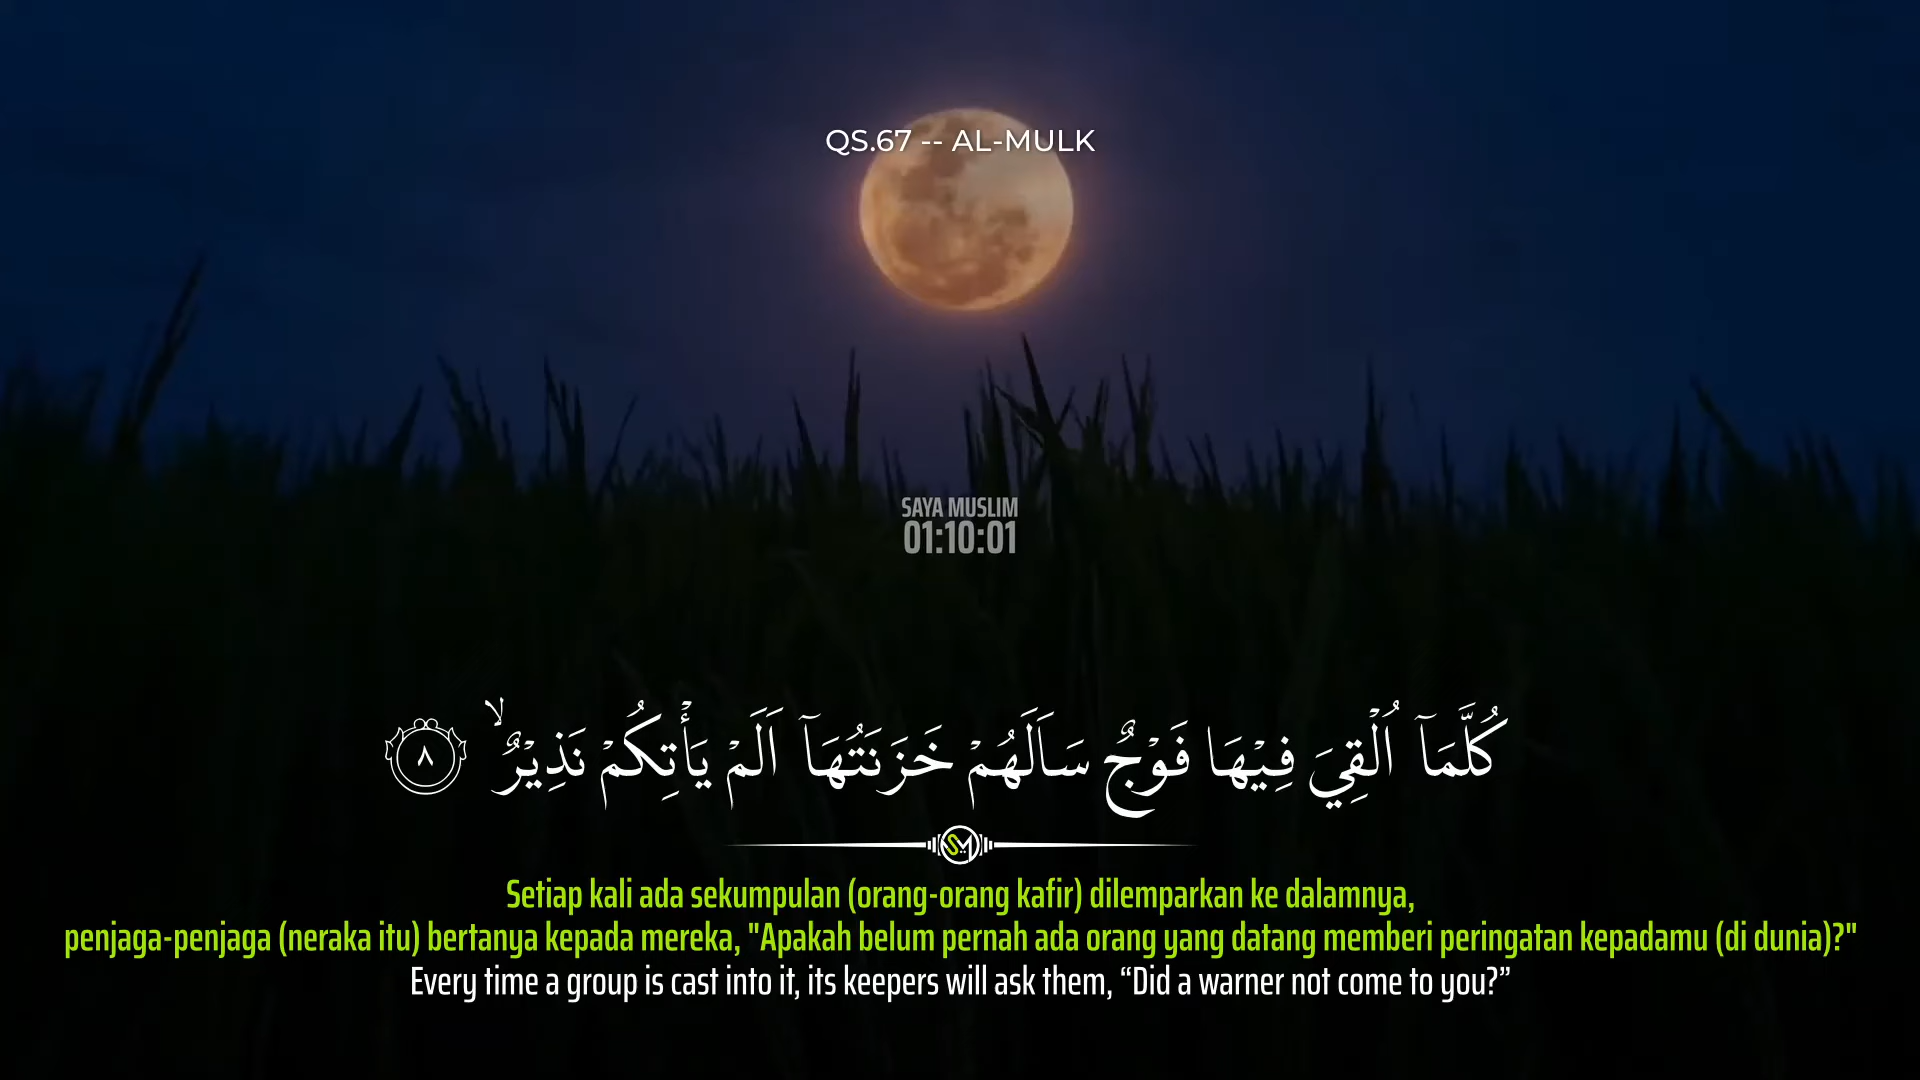 QS.67 -- AL-MULK
SAYA MUSLIM
01:10:01
كُلَّمَآ اُلْقِيَ فِيْهَا فَوْجٌ سَاَلَهُمْ خَزَنَتُهَآ اَلَمْ يَأْتِكُمْ نَذِيْرٌۙ ٨
SM
Setiap kali ada sekumpulan (orang-orang kafir) dilemparkan ke dalamnya,
penjaga-penjaga (neraka itu) bertanya kepada mereka, "Apakah belum pernah ada orang yang datang memberi peringatan kepadamu (di dunia)?"
Every time a group is cast into it, its keepers will ask them, “Did a warner not come to you?”